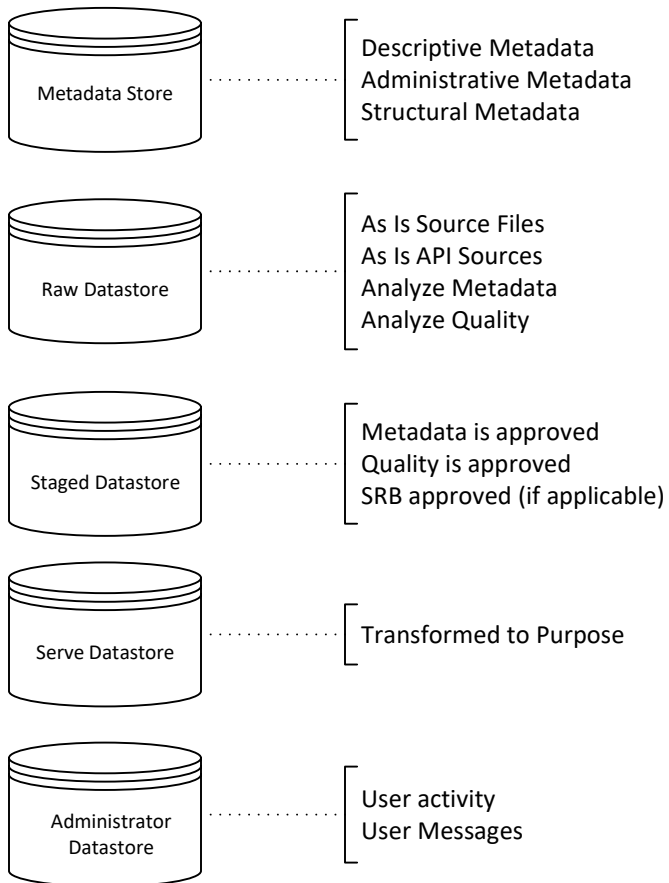 Metadata Store
Descriptive Metadata
Administrative Metadata
Structural Metadata
Raw Datastore
As Is Source Files
As Is API Sources
Analyze Metadata
Analyze Quality
Staged Datastore
Metadata is approved
Quality is approved
SRB approved (if applicable)
Serve Datastore
Transformed to Purpose
Administrator
Datastore
User activity
User Messages